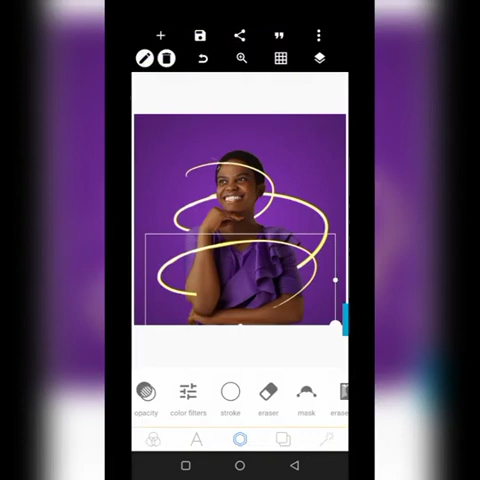 opacity
color filters
stroke
eraser
mask
erase
A